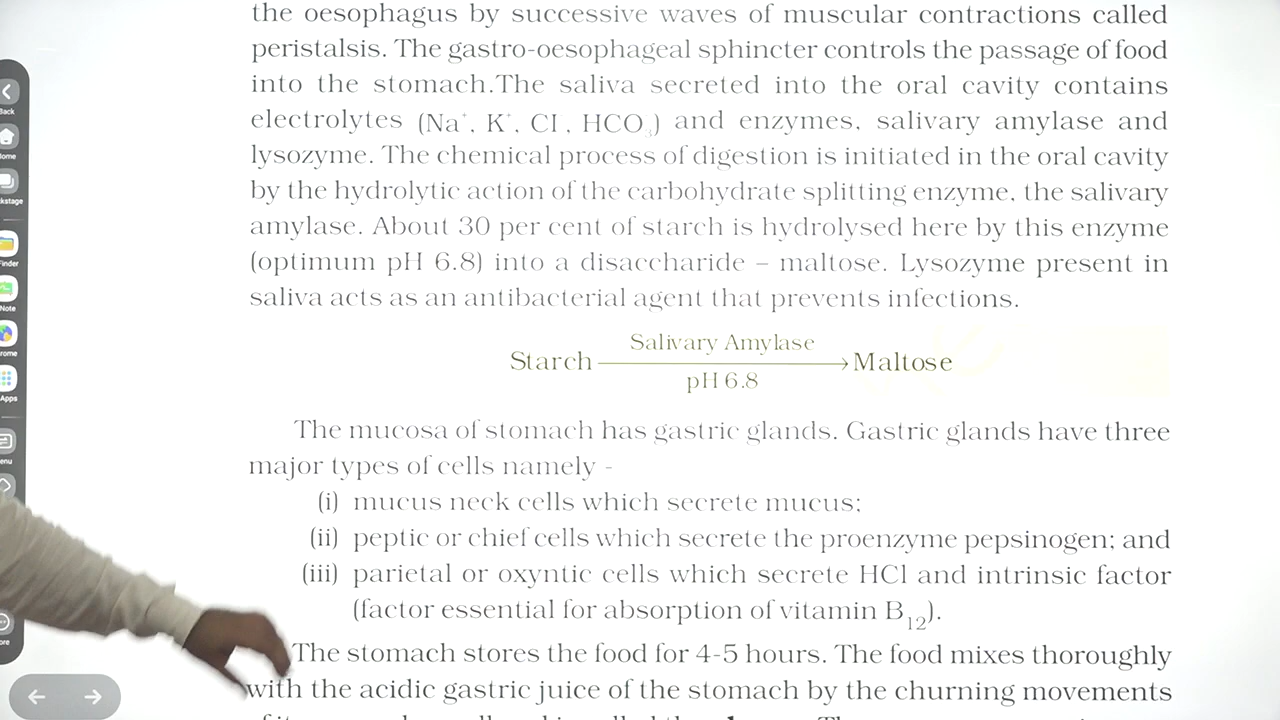 the oesophagus by successive waves of muscular contractions called
peristalsis. The gastro-oesophageal sphincter controls the passage of food
into the stomach.The saliva secreted into the oral cavity contains
electrolytes (Na⁺, K⁺, Cl⁻, HCO₃) and enzymes, salivary amylase and
lysozyme. The chemical process of digestion is initiated in the oral cavity
by the hydrolytic action of the carbohydrate splitting enzyme, the salivary
amylase. About 30 per cent of starch is hydrolysed here by this enzyme
(optimum pH 6.8) into a disaccharide – maltose. Lysozyme present in
saliva acts as an antibacterial agent that prevents infections.
Salivary Amylase
Starch → Maltose
pH 6.8
The mucosa of stomach has gastric glands. Gastric glands have three
major types of cells namely -
(i) mucus neck cells which secrete mucus;
(ii) peptic or chief cells which secrete the proenzyme pepsinogen; and
(iii) parietal or oxyntic cells which secrete HCl and intrinsic factor
(factor essential for absorption of vitamin B₁₂).
The stomach stores the food for 4-5 hours. The food mixes thoroughly
with the acidic gastric juice of the stomach by the churning movements
Back
Note
Apps